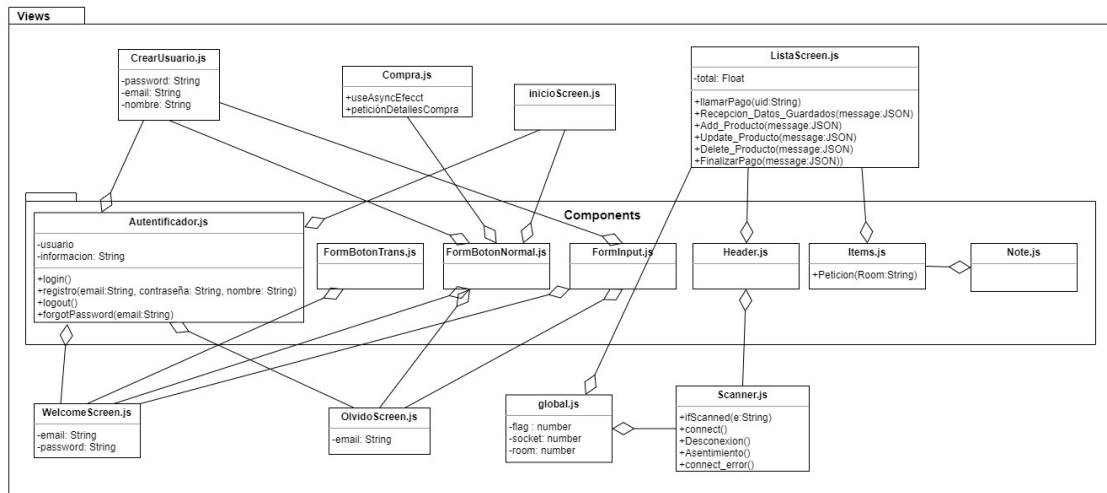 Views
CrearUsuario.js
-password: String
-email: String
-nombre: String
Compra.js
+useAsyncEfecct
+peticiónDetallesCompra
inicioScreen.js
ListaScreen.js
-total: Float
+llamarPago(uid:String)
+Recepcion_Datos_Guardados(message:JSON)
+Add_Producto(message:JSON)
+Update_Producto(message:JSON)
+Delete_Producto(message:JSON)
+FinalizarPago(message:JSON))
Components
Autentificador.js
-usuario
-informacion: String
+login()
+registro(email:String, contraseña: String, nombre: String)
+logout()
+forgotPassword(email:String)
FormBotonTrans.js
FormBotonNormal.js
FormInput.js
Header.js
Items.js
+Peticion(Room:String)
Note.js
WelcomeScreen.js
-email: String
-password: String
OlvidoScreen.js
-email: String
global.js
-flag : number
-socket: number
-room: number
Scanner.js
+ifScanned(e:String)
+connect()
+Desconexion()
+Asentimiento()
+connect_error()